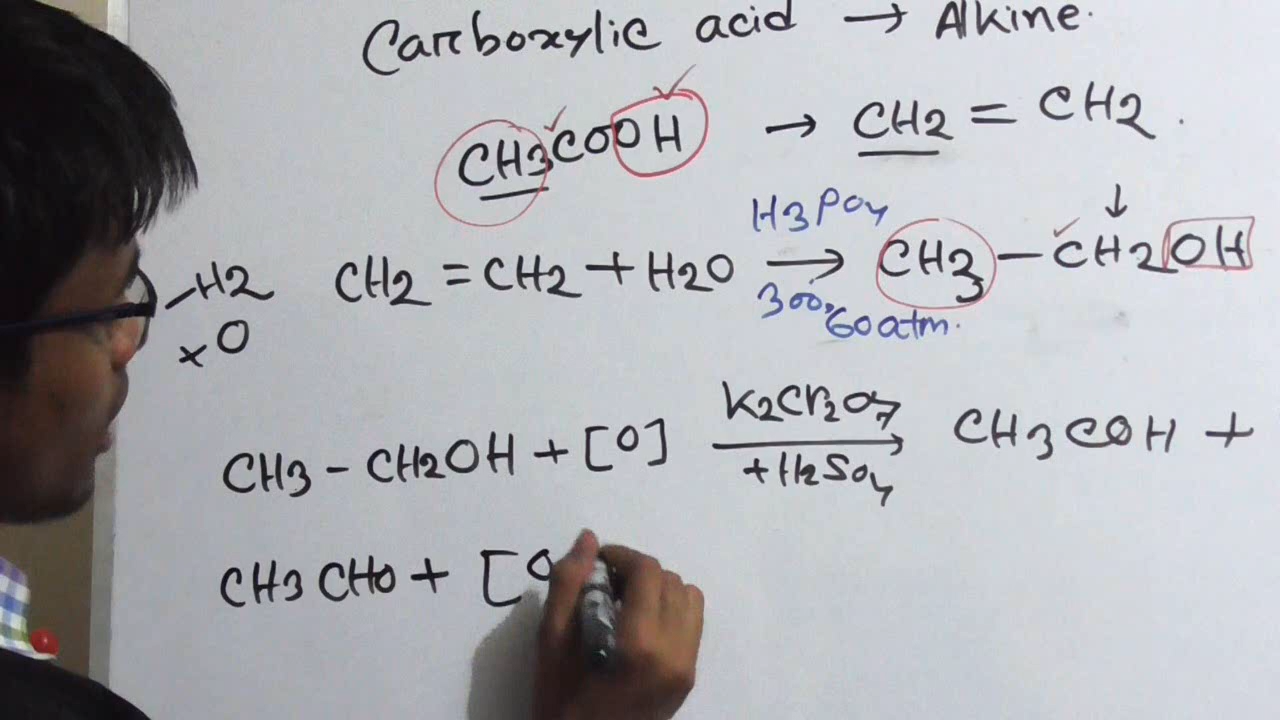 Carboxylic acid → Alkine.
CH3COOH → CH2 = CH2.
H3PO4
CH2 = CH2 + H2O → CH3 - CH2OH
-H2
300, 60atm.
x O
K2Cr2O7
CH3 - CH2OH + [O] → CH3COH +
+H2SO4
CH3CHO + [O